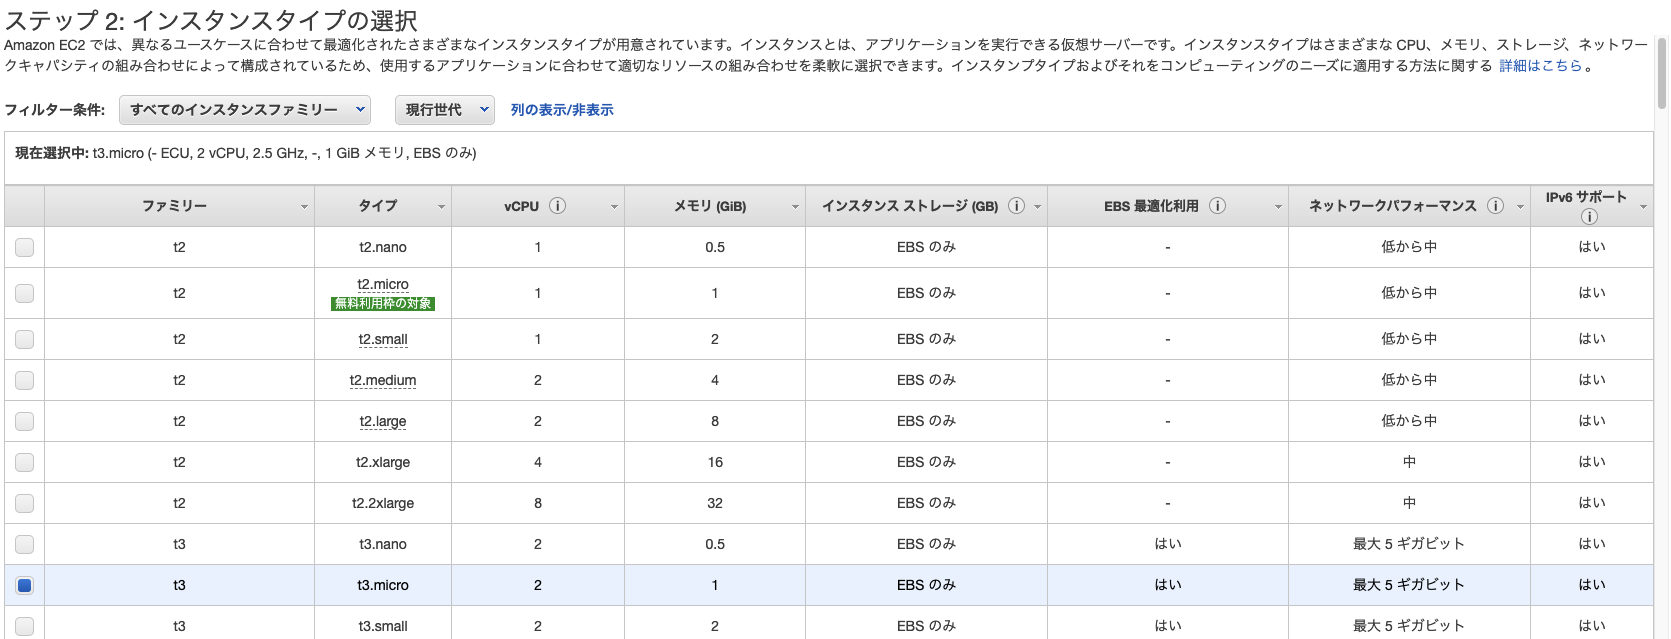 ステップ 2: インスタンスタイプの選択
Amazon EC2 では、異なるユースケースに合わせて最適化されたさまざまなインスタンスタイプが用意されています。インスタンスとは、アプリケーションを実行できる仮想サーバーです。インスタンスタイプはさまざまな CPU、メモリ、ストレージ、ネットワー
クキャパシティの組み合わせによって構成されているため、使用するアプリケーションに合わせて適切なリソースの組み合わせを柔軟に選択できます。インスタンプタイプおよびそれをコンピューティングのニーズに適用する方法に関する 詳細はこちら。
フィルター条件: すべてのインスタンスファミリー 現行世代 列の表示/非表示
現在選択中: t3.micro (- ECU, 2 vCPU, 2.5 GHz, -, 1 GiB メモリ, EBS のみ)
ファミリー タイプ vCPU メモリ (GiB) インスタンス ストレージ (GB) EBS 最適化利用 ネットワークパフォーマンス IPv6 サポート
t2 t2.nano 1 0.5 EBS のみ - 低から中 はい
t2 t2.micro 1 1 EBS のみ - 低から中 はい
無料利用枠の対象
t2 t2.small 1 2 EBS のみ - 低から中 はい
t2 t2.medium 2 4 EBS のみ - 低から中 はい
t2 t2.large 2 8 EBS のみ - 低から中 はい
t2 t2.xlarge 4 16 EBS のみ - 中 はい
t2 t2.2xlarge 8 32 EBS のみ - 中 はい
t3 t3.nano 2 0.5 EBS のみ はい 最大 5 ギガビット はい
t3 t3.micro 2 1 EBS のみ はい 最大 5 ギガビット はい
t3 t3.small 2 2 EBS のみ はい 最大 5 ギガビット はい